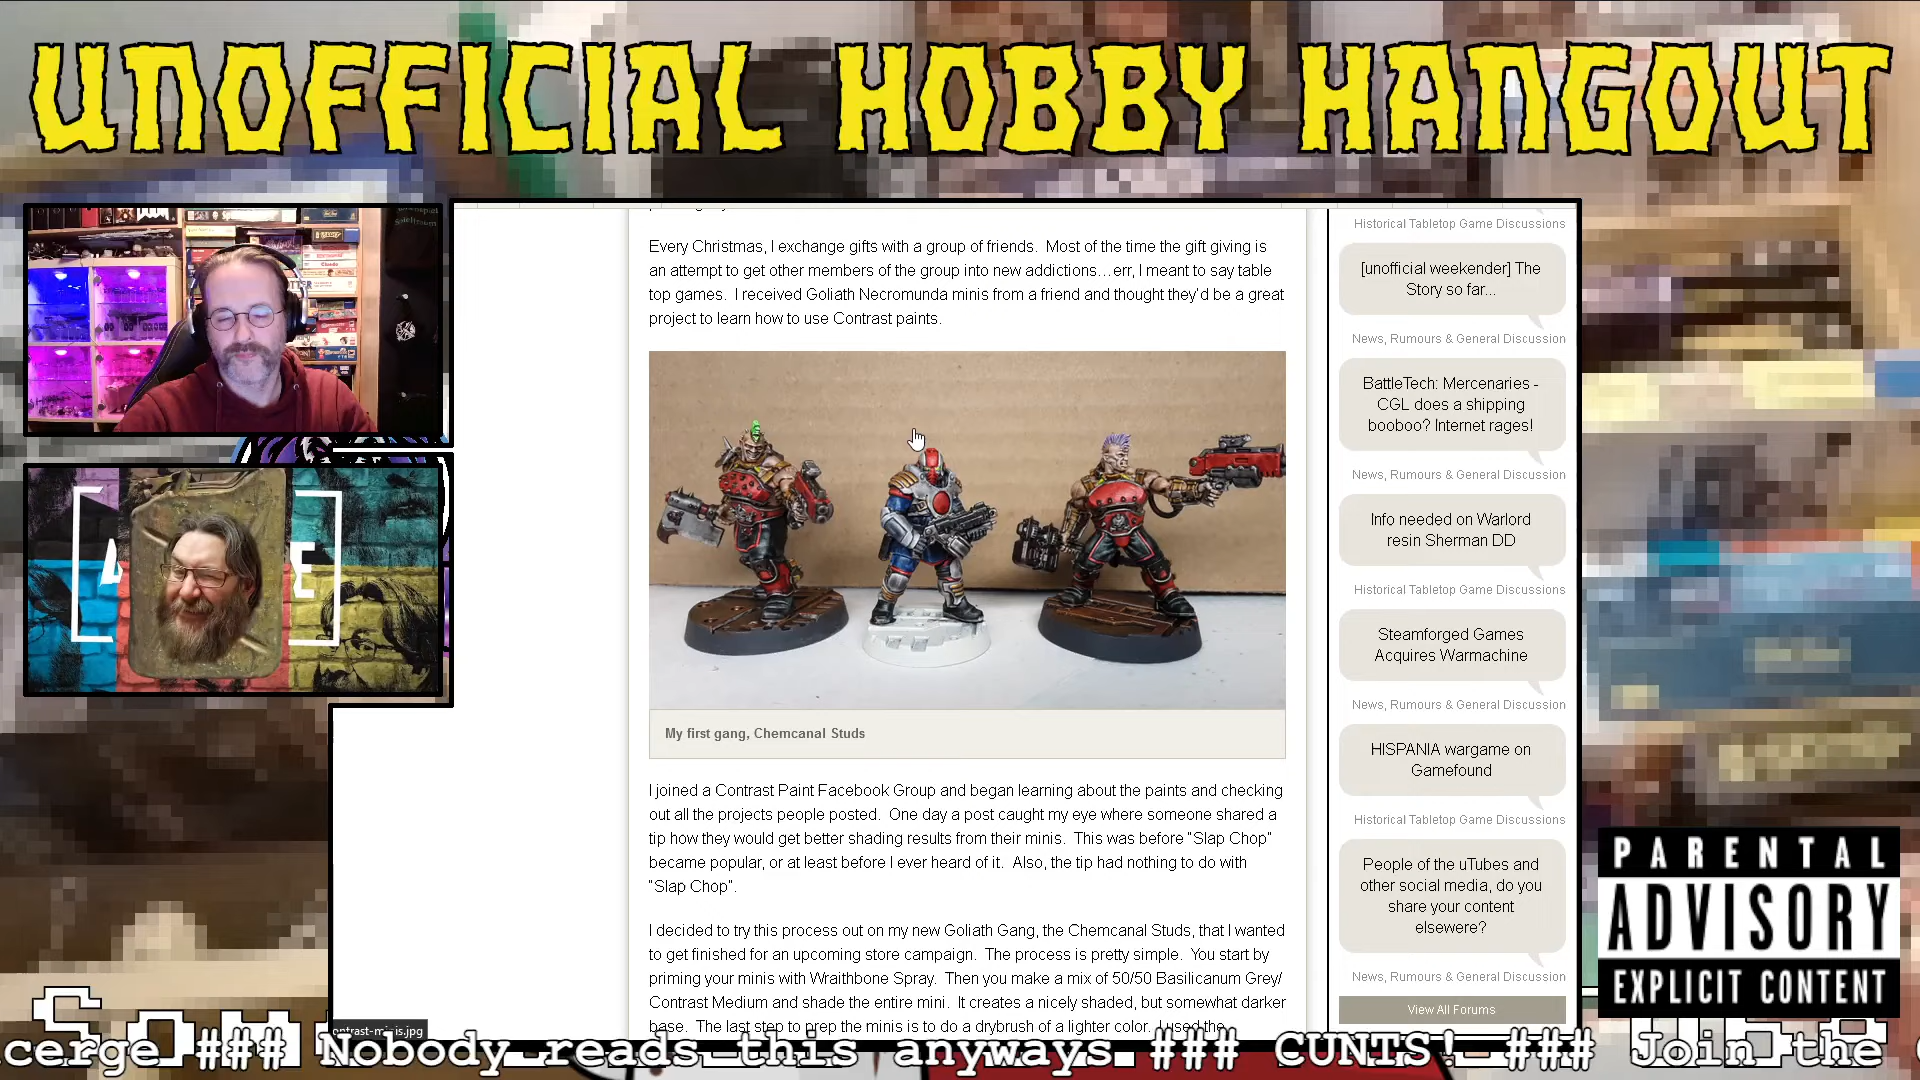 UNOFFICIAL HOBBY HANGOUT
Every Christmas, I exchange gifts with a group of friends. Most of the time the gift giving is
an attempt to get other members of the group into new addictions...err, I meant to say table
top games. I received Goliath Necromunda minis from a friend and thought they'd be a great
project to learn how to use Contrast paints.
My first gang, Chemcanal Studs
I joined a Contrast Paint Facebook Group and began learning about the paints and checking
out all the projects people posted. One day a post caught my eye where someone shared a
tip how they would get better shading results from their minis. This was before "Slap Chop"
became popular, or at least before I ever heard of it. Also, the tip had nothing to do with
"Slap Chop".
I decided to try this process out on my new Goliath Gang, the Chemcanal Studs, that I wanted
to get finished for an upcoming store campaign. The process is pretty simple. You start by
priming your minis with Wraithbone Spray. Then you make a mix of 50/50 Basilicanum Grey/
Contrast Medium and shade the entire mini. It creates a nicely shaded, but somewhat darker
base. The last step to prep the minis is to do a drybrush of a lighter color. I used the
Historical Tabletop Game Discussions
[unofficial weekender] The
Story so far...
News, Rumours & General Discussion
BattleTech: Mercenaries -
CGL does a shipping
booboo? Internet rages!
News, Rumours & General Discussion
Info needed on Warlord
resin Sherman DD
Historical Tabletop Game Discussions
Steamforged Games
Acquires Warmachine
News, Rumours & General Discussion
HISPANIA wargame on
Gamefound
Historical Tabletop Game Discussions
People of the uTubes and
other social media, do you
share your content
elsewere?
News, Rumours & General Discussion
View All Forums
PARENTAL
ADVISORY
EXPLICIT CONTENT
cerge ### Nobody reads this anyways ### CUNTS! ### Join the